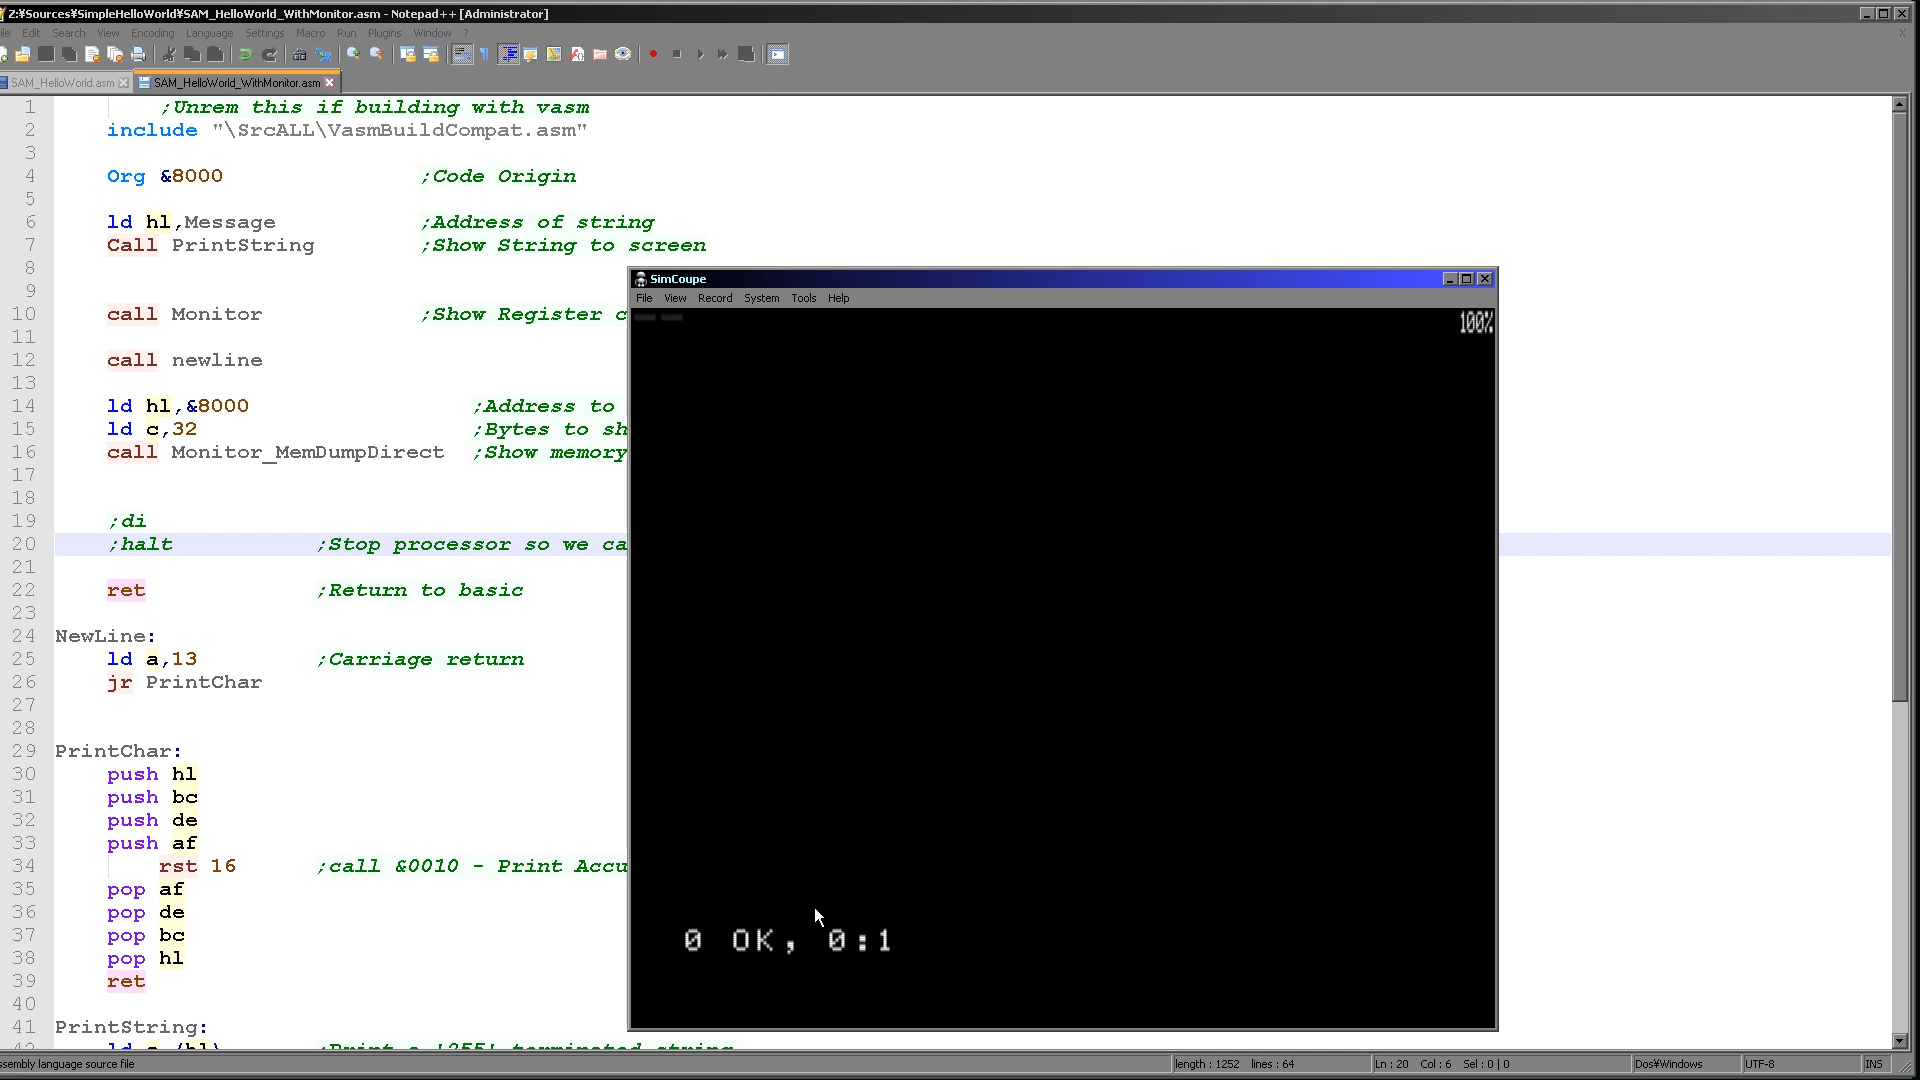 Z:¥Sources¥SimpleHelloWorld¥SAM_HelloWorld_WithMonitor.asm - Notepad++ [Administrator]
Edit Search View Encoding Language Settings Macro Run Plugins Window ? X
SAM_HelloWorld.asm SAM_HelloWorld_WithMonitor.asm
1 ;Unrem this if building with vasm
2 include "\SrcALL\VasmBuildCompat.asm"
3
4 Org &8000 ;Code Origin
5
6 ld hl,Message ;Address of string
7 Call PrintString ;Show String to screen
8
9
10 call Monitor ;Show Register c
11
12 call newline
13
14 ld hl,&8000 ;Address to
15 ld c,32 ;Bytes to sh
16 call Monitor_MemDumpDirect ;Show memory
17
18
19 ;di
20 ;halt ;Stop processor so we ca
21
22 ret ;Return to basic
23
24 NewLine:
25 ld a,13 ;Carriage return
26 jr PrintChar
27
28
29 PrintChar:
30 push hl
31 push bc
32 push de
33 push af
34 rst 16 ;call &0010 - Print Accu
35 pop af
36 pop de
37 pop bc
38 pop hl
39 ret
40
41 PrintString:
SimCoupe
File View Record System Tools Help
100%
0 OK, 0:1
ssembly language source file length : 1252 lines : 64 Ln : 20 Col : 6 Sel : 0 | 0 Dos¥Windows UTF-8 INS